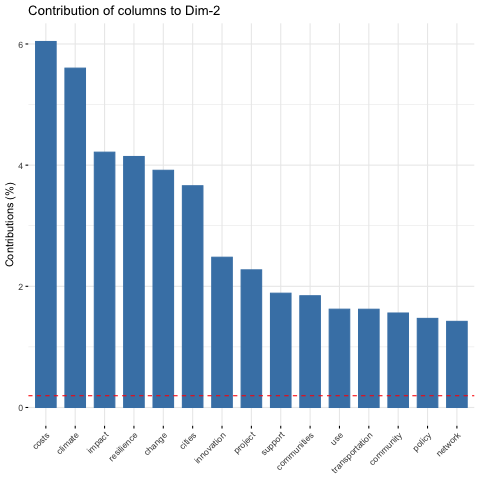 Contribution of columns to Dim-2
Contributions (%)
6
4
2
0
costs
climate
impact
resilience
change
cities
innovation
project
support
communities
use
transportation
community
policy
network